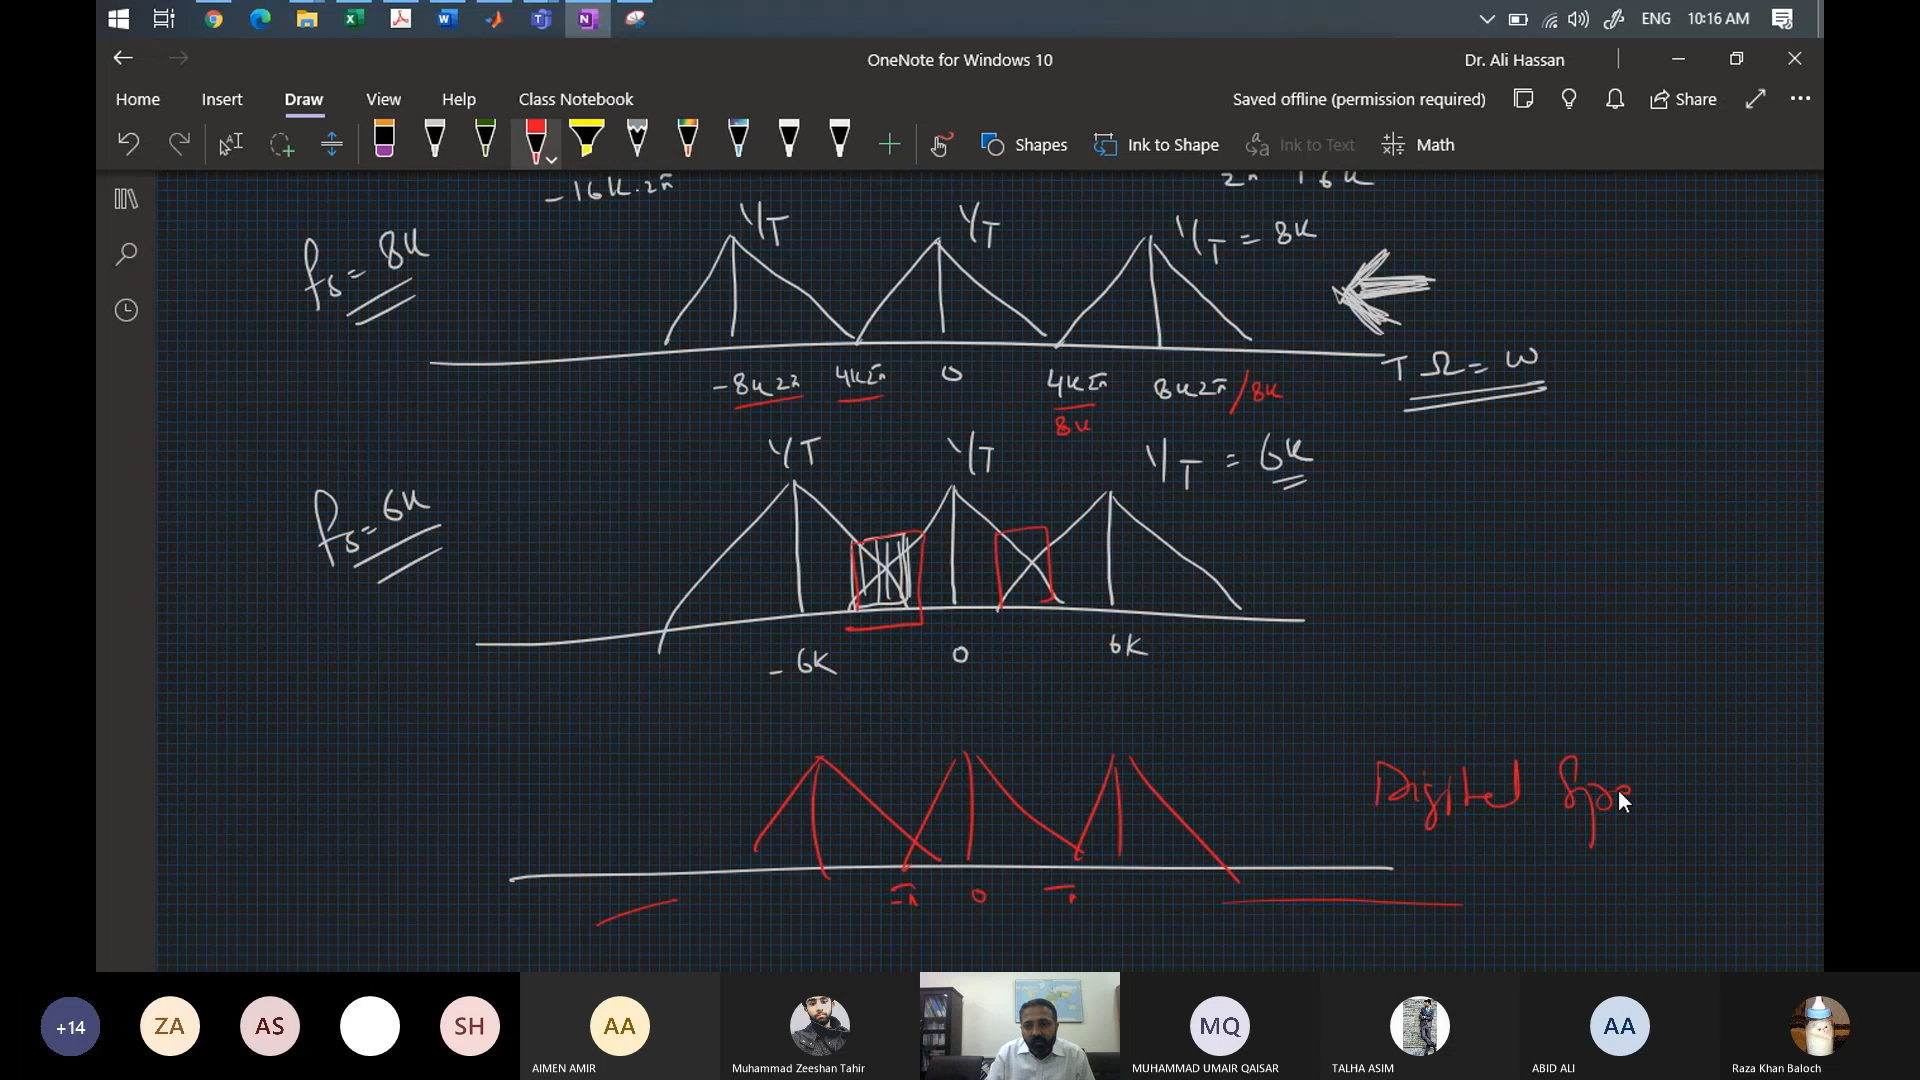 ENG 10:16 AM
OneNote for Windows 10
Dr. Ali Hassan
Home Insert Draw View Help Class Notebook
Saved offline (permission required) Share
Shapes Ink to Shape Ink to Text Math
-16K.2π
1/T 1/T 1/T = 8K
fs = 8K
TΩ = ω
-8K2π 4K2π 0 4K2π 8K2π /8K
8K
1/T 1/T 1/T = 6K
fs = 6K
-6K 0 6K
Digital Spe
-π 0 π
+14 ZA AS SH AA MQ AA
AIMEN AMIR Muhammad Zeeshan Tahir MUHAMMAD UMAIR QAISAR TALHA ASIM ABID ALI Raza Khan Baloch